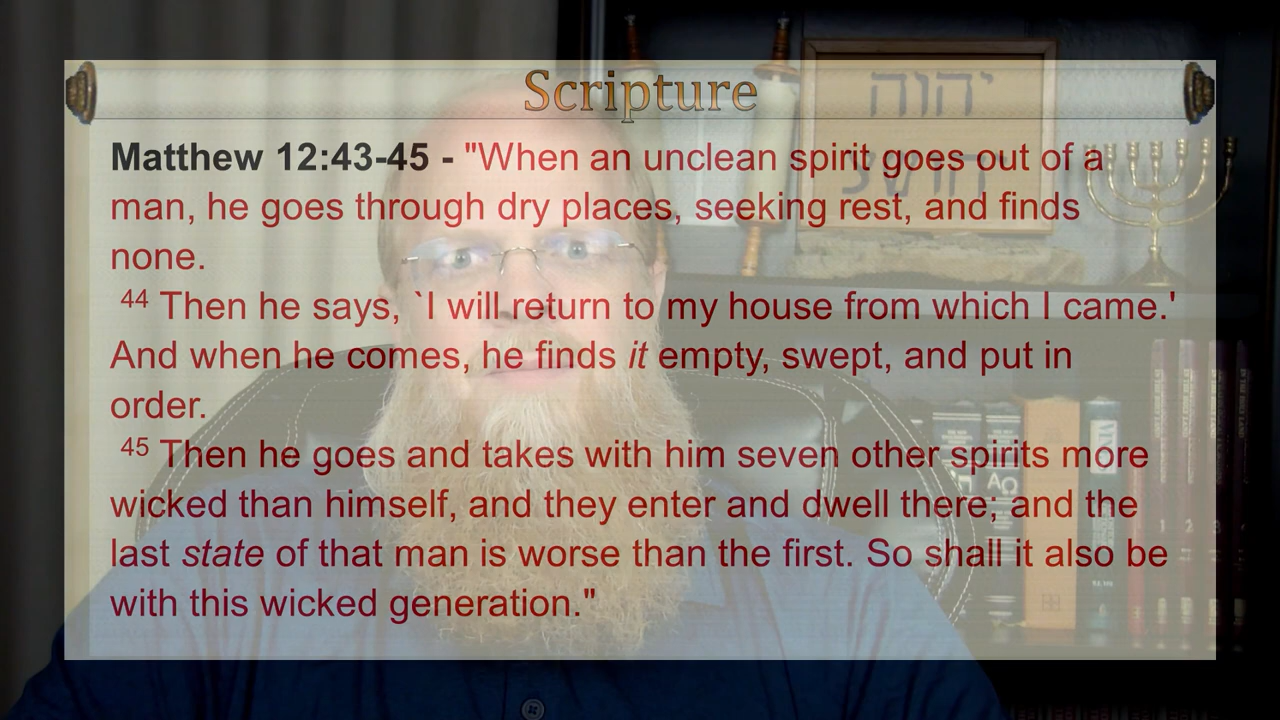 Scripture
יהוה
Matthew 12:43-45 - "When an unclean spirit goes out of a
man, he goes through dry places, seeking rest, and finds
none.
44 Then he says, `I will return to my house from which I came.'
And when he comes, he finds it empty, swept, and put in
order.
45 Then he goes and takes with him seven other spirits more
wicked than himself, and they enter and dwell there; and the
last state of that man is worse than the first. So shall it also be
with this wicked generation."